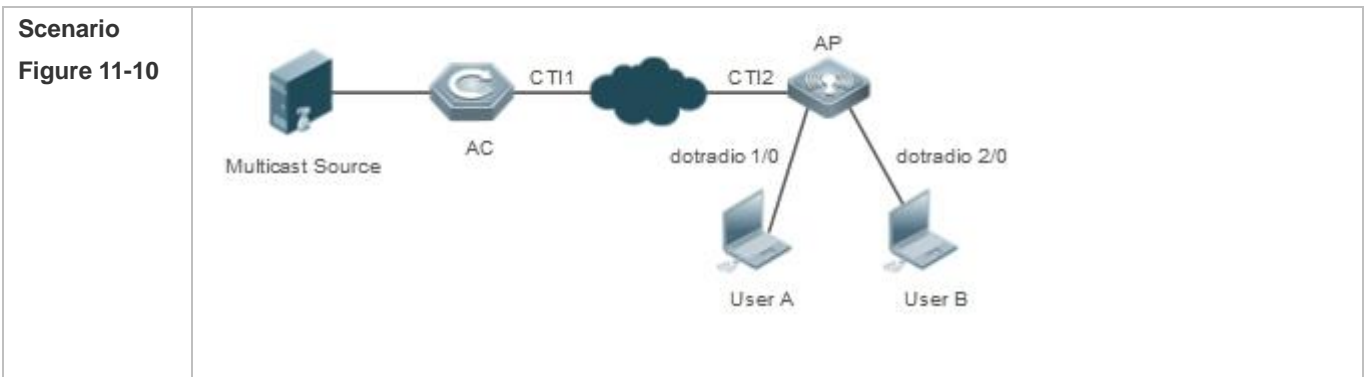 Scenario
Figure 11-10
AP
CTI1
CTI2
AC
Multicast Source
dotradio 1/0
dotradio 2/0
User A
User B